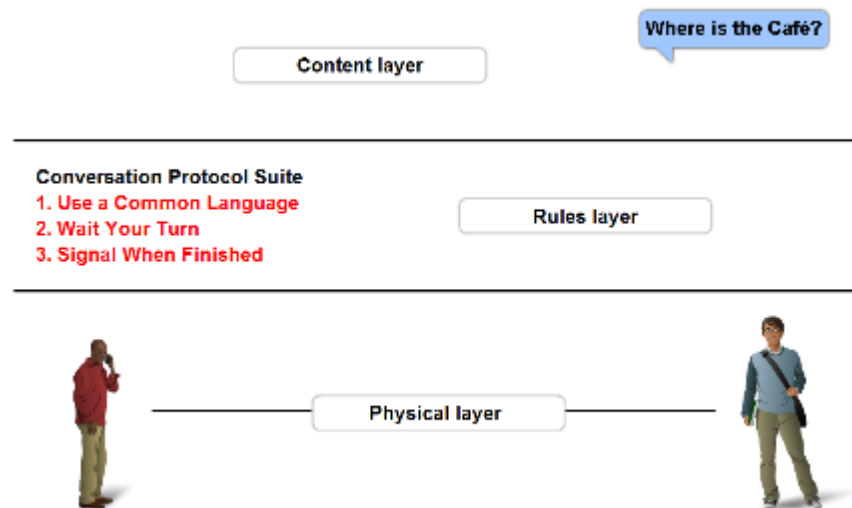 Where is the Café?
Content layer
Conversation Protocol Suite
1. Use a Common Language
2. Wait Your Turn
3. Signal When Finished
Rules layer
Physical layer